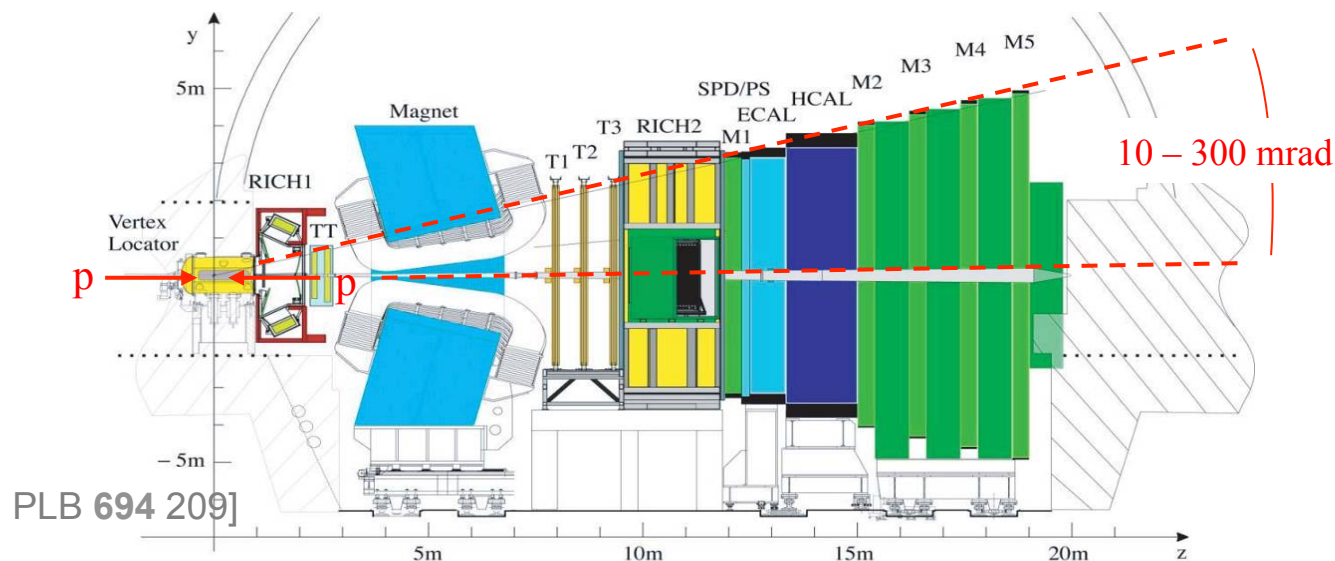 y
5m
Magnet
RICH1
Vertex
Locator
TT
T1
T2
T3
RICH2
SPD/PS
M1
ECAL
HCAL
M2
M3
M4
M5
10 – 300 mrad
p
p
– 5m
PLB 694 209]
5m
10m
15m
20m
z